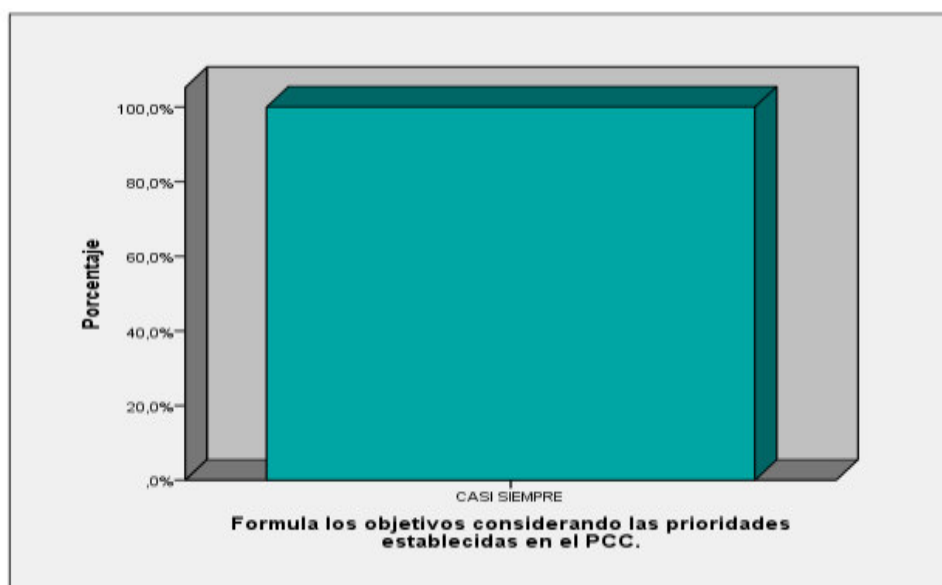 100,0%
80,0%
60,0%
40,0%
20,0%
,0%
Porcentaje
CASI SIEMPRE
Formula los objetivos considerando las prioridades
establecidas en el PCC.